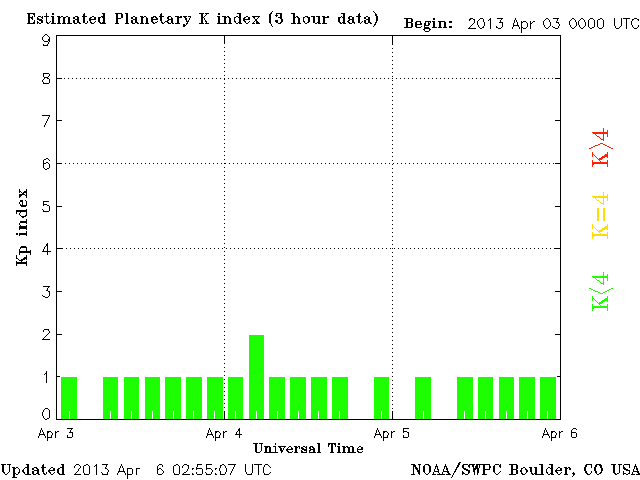 Estimated Planetary K index (3 hour data)
Begin: 2013 Apr 03 0000 UTC
9
8
7
6
5
4
3
2
1
0
Kp index
Apr 3
Apr 4
Apr 5
Apr 6
Universal Time
K<4
K=4
K>4
Updated 2013 Apr 6 02:55:07 UTC
NOAA/SWPC Boulder, CO USA